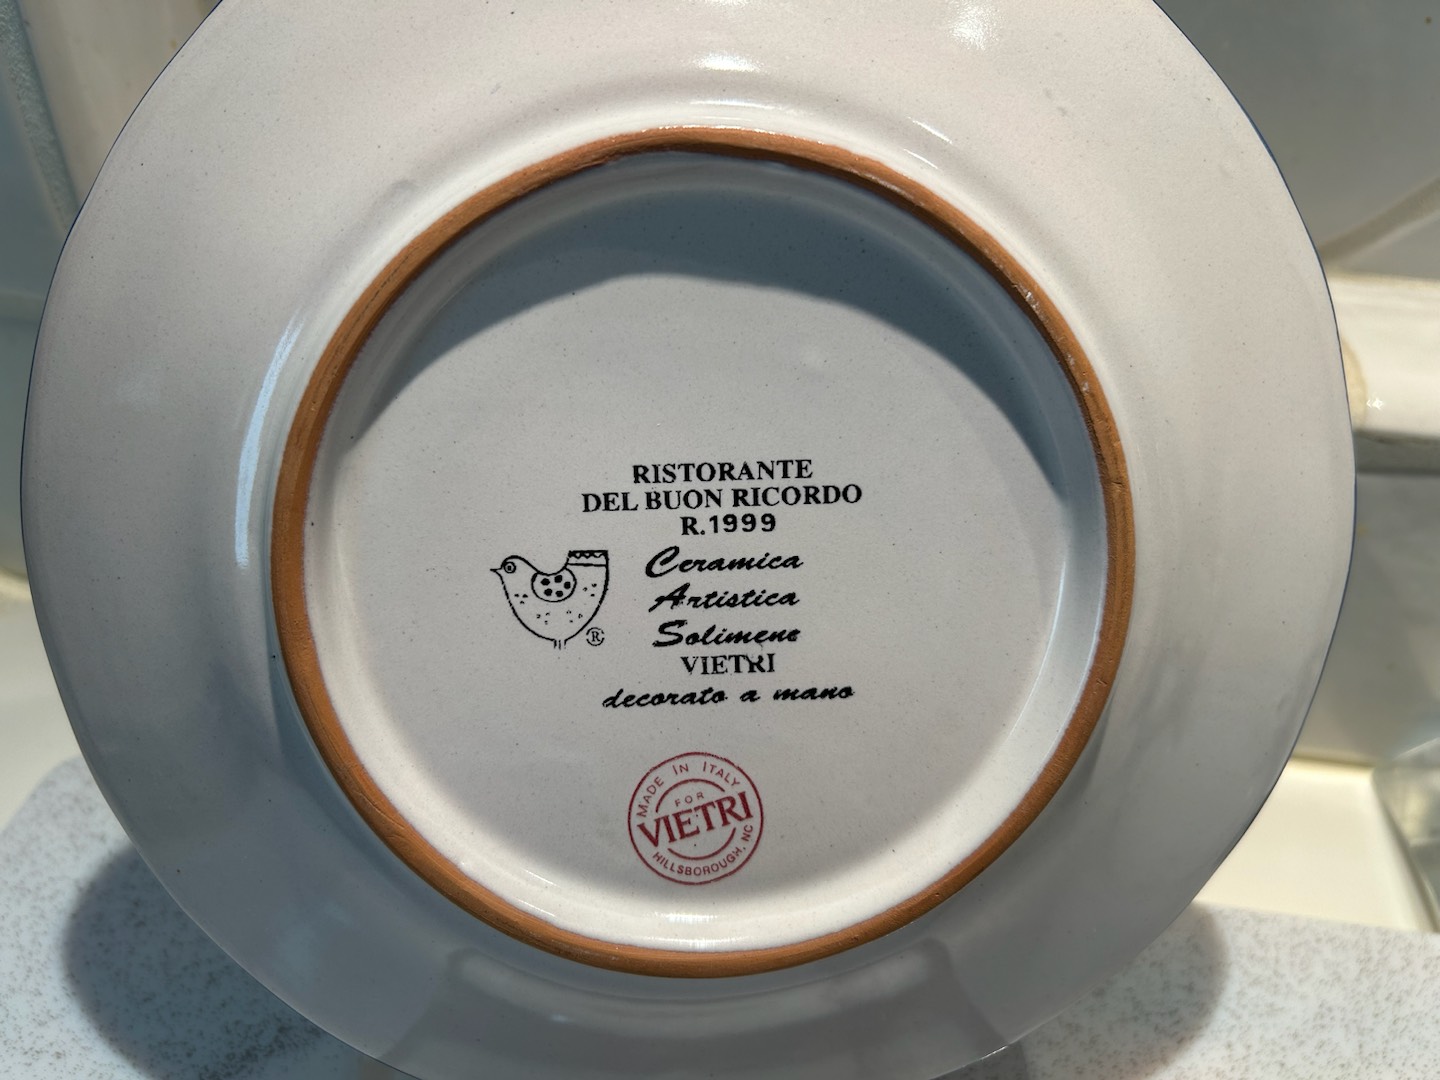 RISTORANTE
DEL BUON RICORDO
R.1999
Ceramica
Artistica
Solimene
VIETRI
decorato a mano
®
MADE IN ITALY
FOR
VIETRI
HILLSBOROUGH, NC